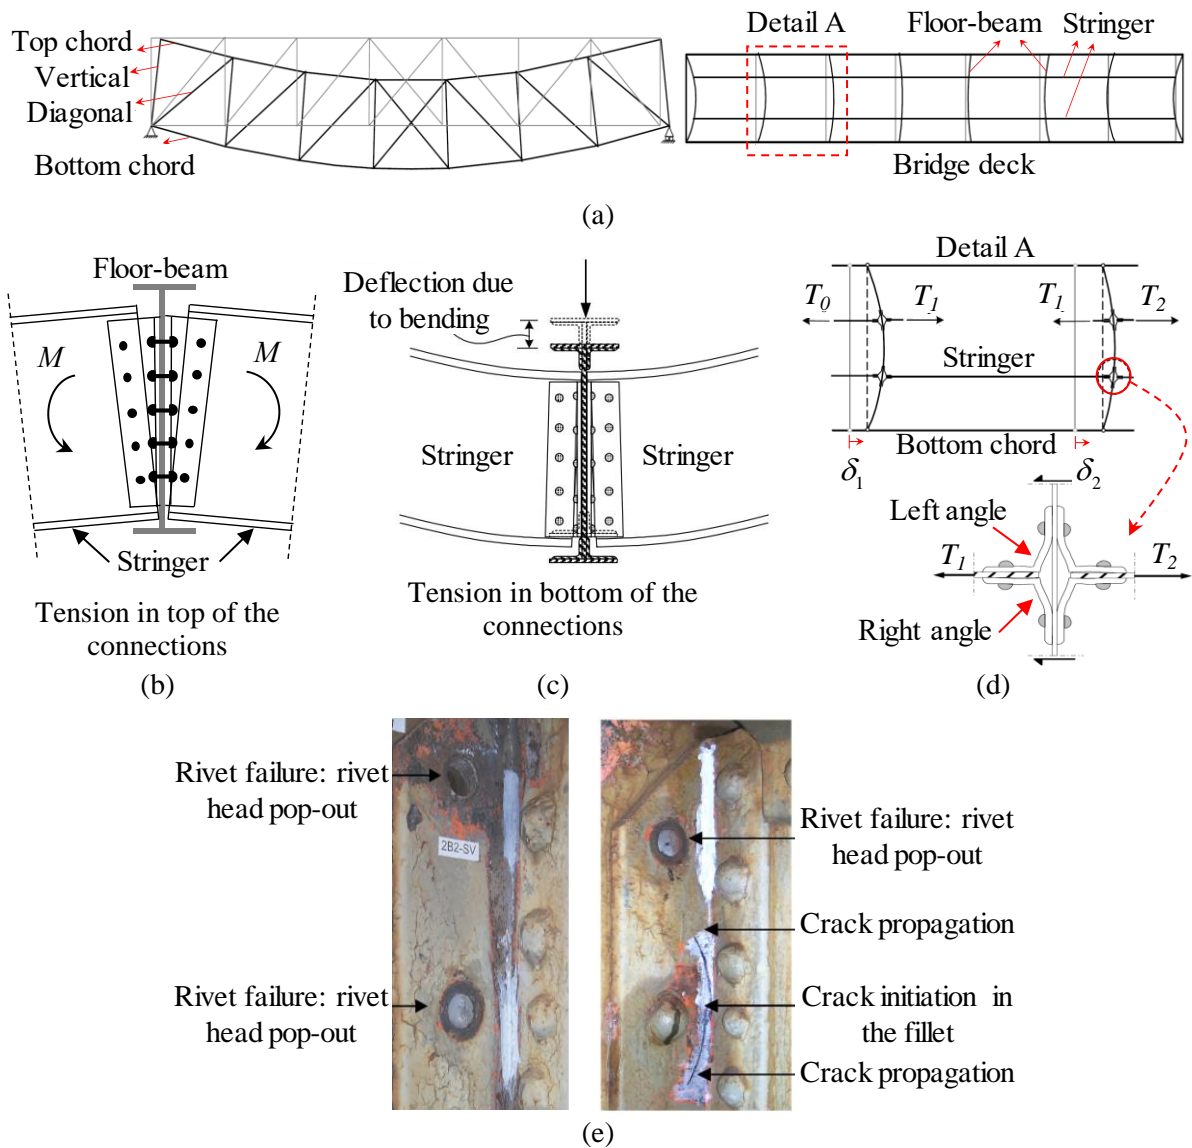 Top chord
Vertical
Diagonal
Bottom chord
Detail A
Floor-beam
Stringer
Bridge deck
(a)
Floor-beam
M
M
Stringer
Tension in top of the
connections
(b)
Deflection due
to bending
Stringer
Stringer
Tension in bottom of the
connections
(c)
Detail A
T0
T1
T1
T2
Stringer
Bottom chord
δ1
δ2
Left angle
T1
T2
Right angle
(d)
Rivet failure: rivet
head pop-out
2B2-SV
Rivet failure: rivet
head pop-out
Rivet failure: rivet
head pop-out
Crack propagation
Crack initiation in
the fillet
Crack propagation
(e)